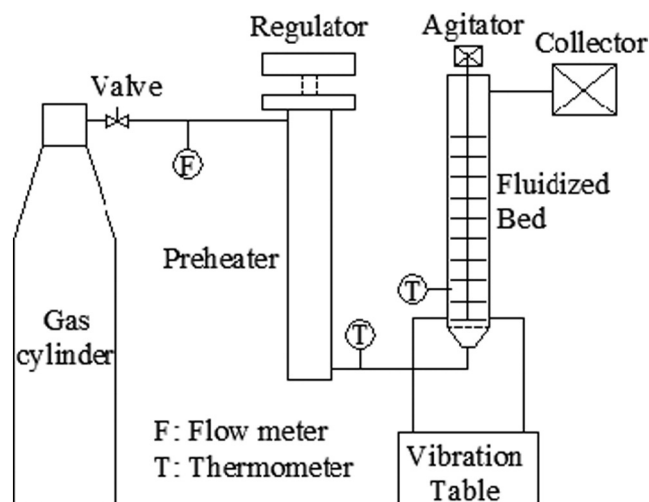 Regulator
Agitator
Collector
Valve
F
Fluidized
Bed
Preheater
T
Gas
cylinder
T
F: Flow meter
T: Thermometer
Vibration
Table